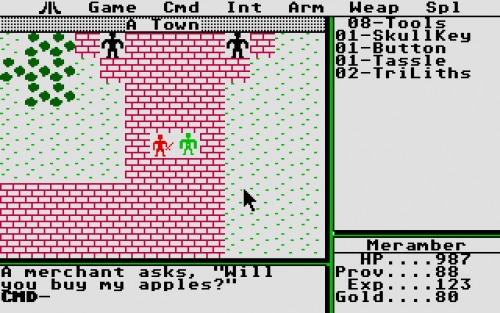 Game Cmd Int Arm Weap Spl
A Town
08-Tools
01-SkullKey
01-Button
01-Tassle
02-TriLiths
A merchant asks, "Will
you buy my apples?"
CMD-
Meramber
HP....987
Prov....88
Exp....123
Gold....80